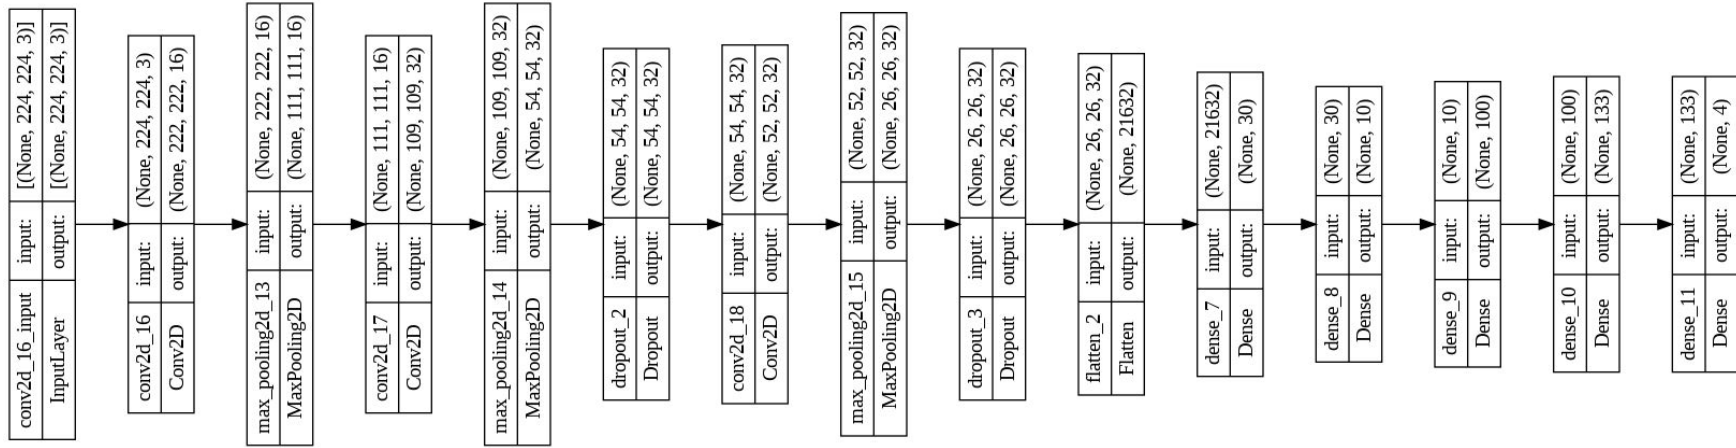 conv2d_16_input input: [(None, 224, 224, 3)]
InputLayer output: [(None, 224, 224, 3)]
conv2d_16 input: (None, 224, 224, 3)
Conv2D output: (None, 222, 222, 16)
max_pooling2d_13 input: (None, 222, 222, 16)
MaxPooling2D output: (None, 111, 111, 16)
conv2d_17 input: (None, 111, 111, 16)
Conv2D output: (None, 109, 109, 32)
max_pooling2d_14 input: (None, 109, 109, 32)
MaxPooling2D output: (None, 54, 54, 32)
dropout_2 input: (None, 54, 54, 32)
Dropout output: (None, 54, 54, 32)
conv2d_18 input: (None, 54, 54, 32)
Conv2D output: (None, 52, 52, 32)
max_pooling2d_15 input: (None, 52, 52, 32)
MaxPooling2D output: (None, 26, 26, 32)
dropout_3 input: (None, 26, 26, 32)
Dropout output: (None, 26, 26, 32)
flatten_2 input: (None, 26, 26, 32)
Flatten output: (None, 21632)
dense_7 input: (None, 21632)
Dense output: (None, 30)
dense_8 input: (None, 30)
Dense output: (None, 10)
dense_9 input: (None, 10)
Dense output: (None, 100)
dense_10 input: (None, 100)
Dense output: (None, 133)
dense_11 input: (None, 133)
Dense output: (None, 4)